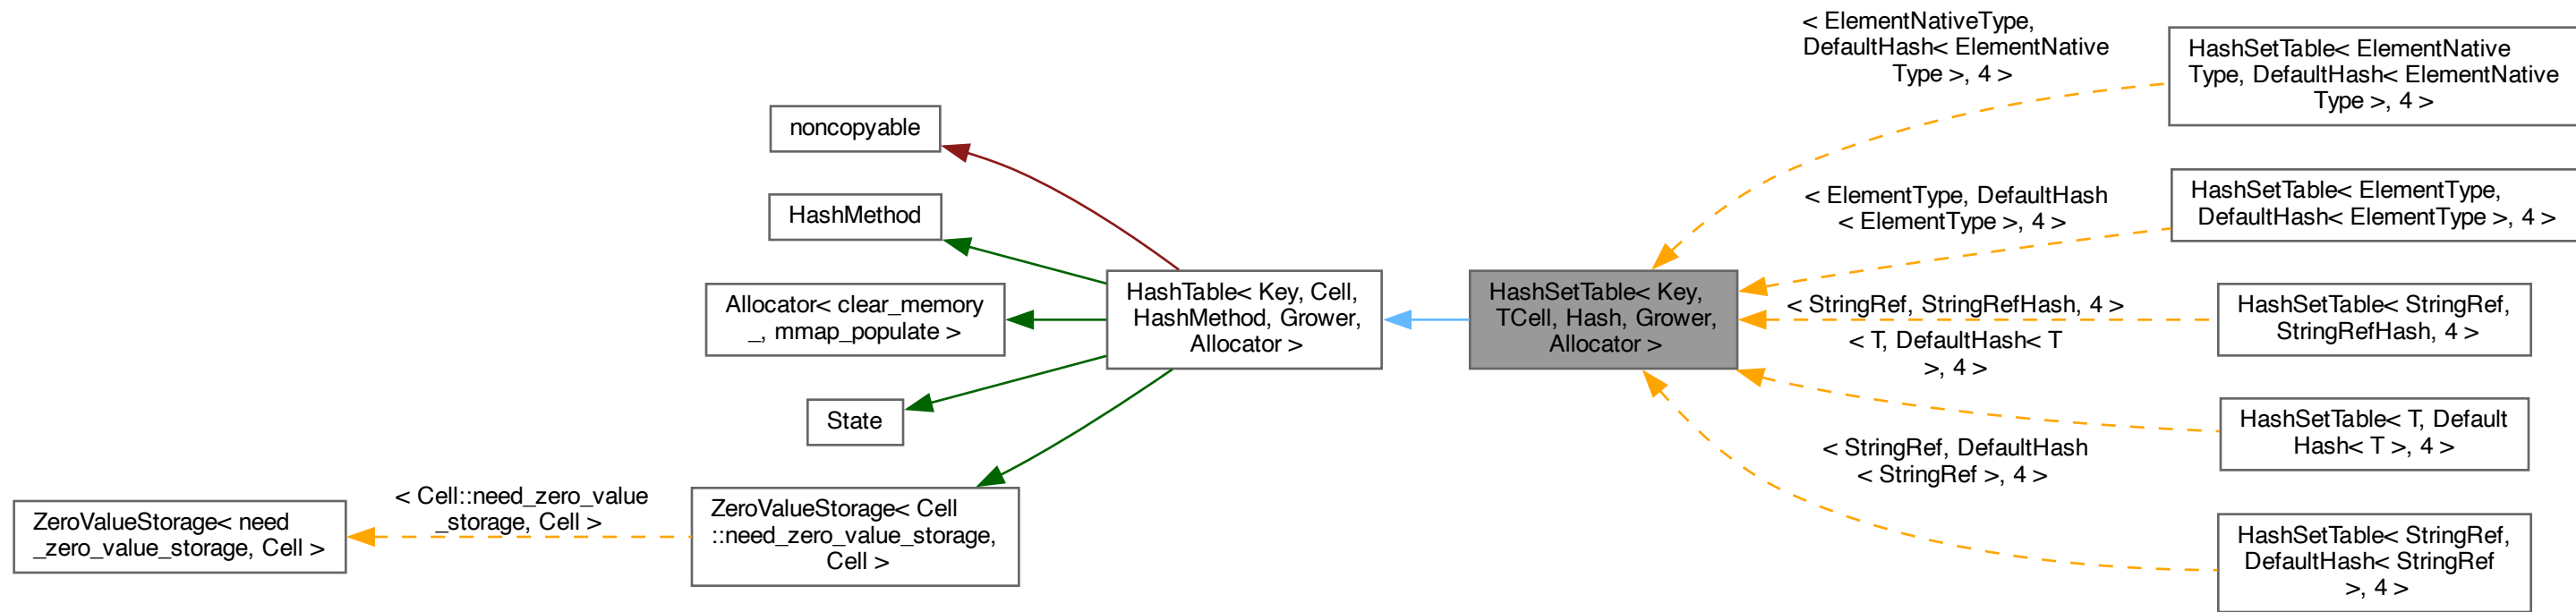 noncopyable
HashMethod
Allocator< clear_memory
_, mmap_populate >
State
ZeroValueStorage< need
_zero_value_storage, Cell >
< Cell::need_zero_value
_storage, Cell >
ZeroValueStorage< Cell
::need_zero_value_storage,
Cell >
HashTable< Key, Cell,
HashMethod, Grower,
Allocator >
HashSetTable< Key,
TCell, Hash, Grower,
Allocator >
< ElementNativeType,
DefaultHash< ElementNative
Type >, 4 >
HashSetTable< ElementNative
Type, DefaultHash< ElementNative
Type >, 4 >
< ElementType, DefaultHash
< ElementType >, 4 >
HashSetTable< ElementType,
DefaultHash< ElementType >, 4 >
< StringRef, StringRefHash, 4 >
HashSetTable< StringRef,
StringRefHash, 4 >
< T, DefaultHash< T
>, 4 >
HashSetTable< T, Default
Hash< T >, 4 >
< StringRef, DefaultHash
< StringRef >, 4 >
HashSetTable< StringRef,
DefaultHash< StringRef
>, 4 >